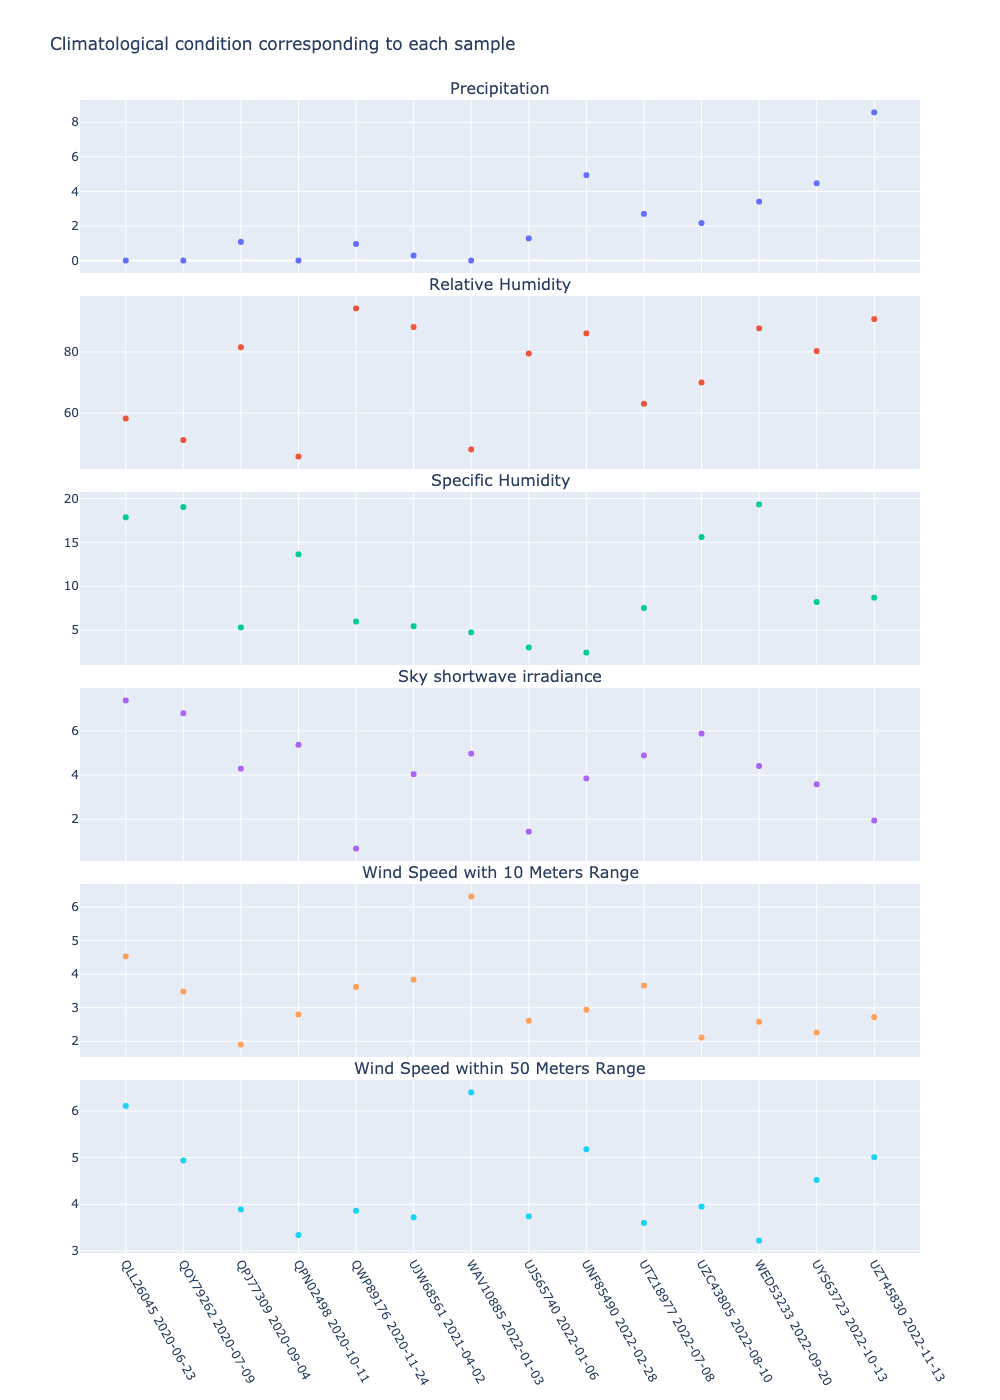 Climatological condition corresponding to each sample
Precipitation
8
6
4
2
0
Relative Humidity
80
60
Specific Humidity
20
15
10
5
Sky shortwave irradiance
6
4
2
Wind Speed with 10 Meters Range
6
5
4
3
2
Wind Speed within 50 Meters Range
6
5
4
3
QLL26045 2020-06-23
QOY79262 2020-07-09
QPJ77309 2020-09-04
QPN02498 2020-10-11
QWP89176 2020-11-24
UJW68561 2021-04-02
WAV10885 2022-01-03
UJS65740 2022-01-06
UNF85490 2022-02-28
UTZ18977 2022-07-08
UZC43805 2022-08-10
WED53233 2022-09-20
UYS63723 2022-10-13
UZT45830 2022-11-13